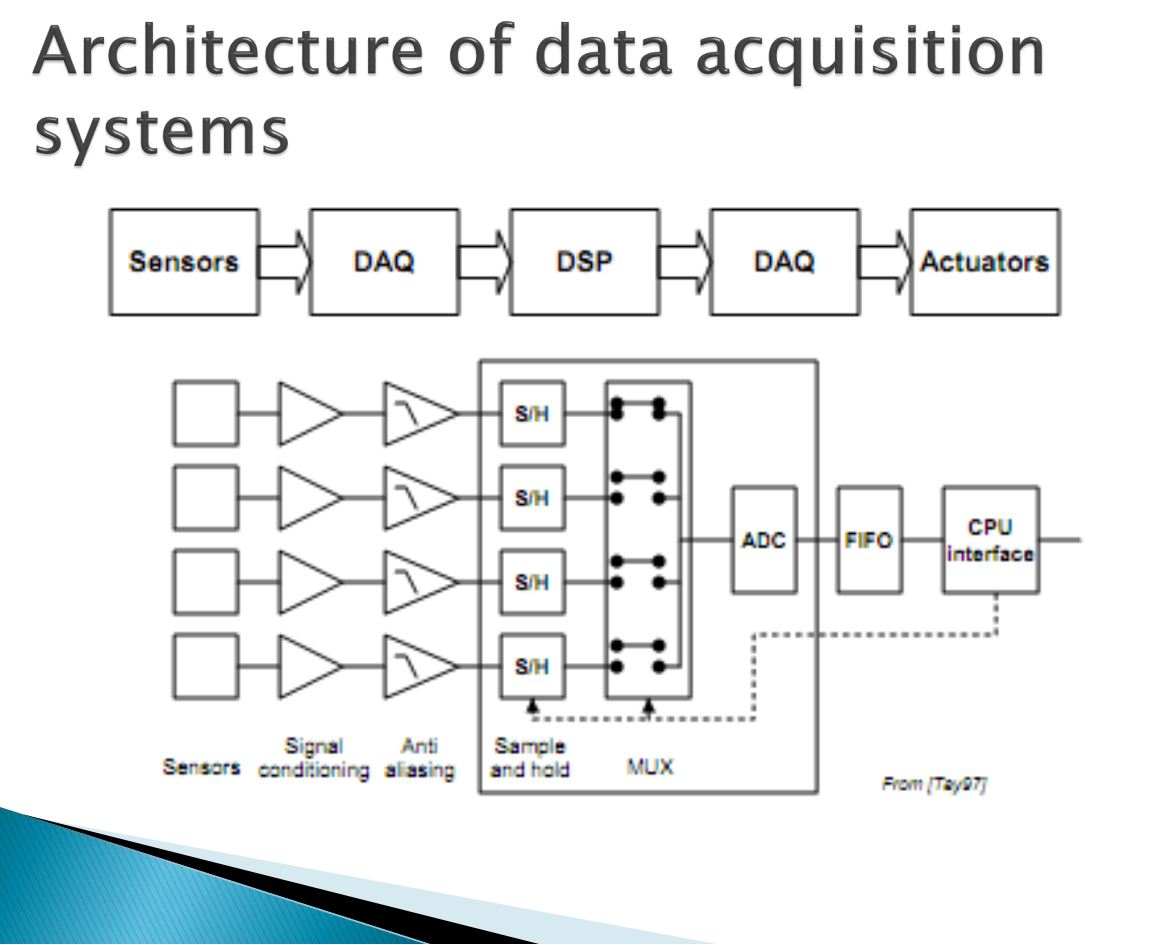 Architecture of data acquisition
systems
Sensors
DAQ
DSP
DAQ
Actuators
S/H
S/H
S/H
S/H
ADC
FIFO
CPU
interface
Sensors
Signal
conditioning
Anti
aliasing
Sample
and hold
MUX
From [Tay97]